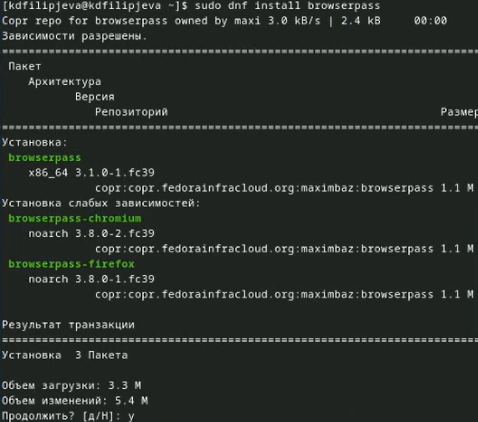 [kdfilipjeva@kdfilipjeva ~]$ sudo dnf install browserpass
Copr repo for browserpass owned by maxi 3.0 kB/s | 2.4 kB     00:00
Зависимости разрешены.
================================================================================
Пакет
Архитектура
Версия
Репозиторий Размер
================================================================================
Установка:
browserpass
x86_64 3.1.0-1.fc39
copr:copr.fedorainfracloud.org:maximbaz:browserpass 1.1 M
Установка слабых зависимостей:
browserpass-chromium
noarch 3.8.0-2.fc39
copr:copr.fedorainfracloud.org:maximbaz:browserpass 1.1 M
browserpass-firefox
noarch 3.8.0-1.fc39
copr:copr.fedorainfracloud.org:maximbaz:browserpass 1.1 M
Результат транзакции
================================================================================
Установка  3 Пакета
Объем загрузки: 3.3 M
Объем изменений: 5.4 M
Продолжить? [д/Н]: y